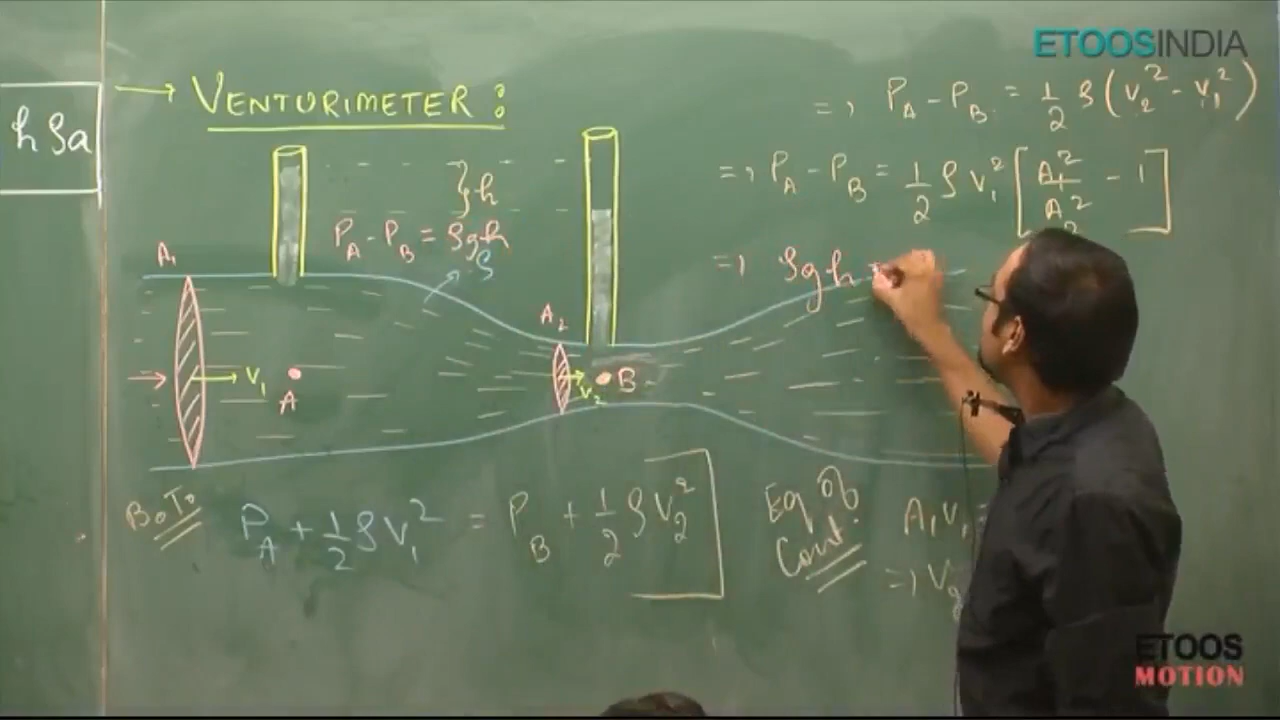 ETOOSINDIA
→ VENTURIMETER :
hρa
} h
P_A - P_B = ρgh
ρ
A₁
A₂
V₁
A
V₂
B
B.T.
P_A + 1/2 ρV₁² = P_B + 1/2 ρV₂²
Eq of
Cont.
A₁V₁
⇒ V₂
⇒ P_A - P_B = 1/2 ρ(V₂² - V₁²)
⇒ P_A - P_B = 1/2 ρV₁² [A₁²/A₂² - 1]
⇒ ρgh =
ETOOS
MOTION